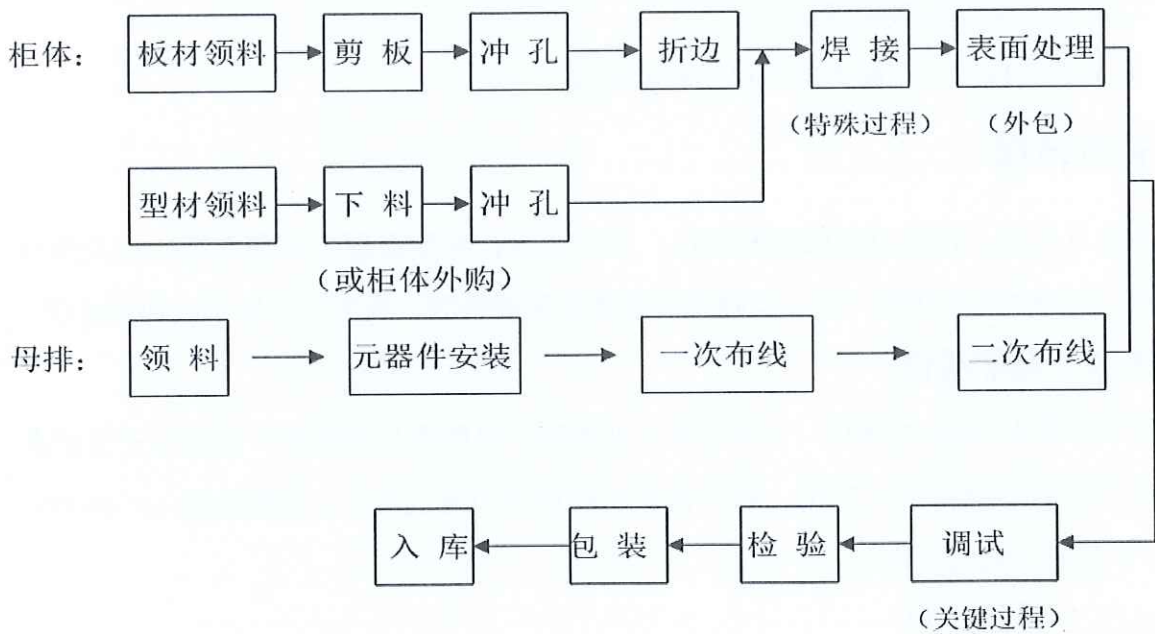 柜体： 板材领料 剪 板 冲 孔 折边 焊 接 表面处理
（特殊过程） （外包）
型材领料 下 料 冲 孔
（或柜体外购）
母排： 领 料 元器件安装 一次布线 二次布线
入 库 包 装 检 验 调试
（关键过程）